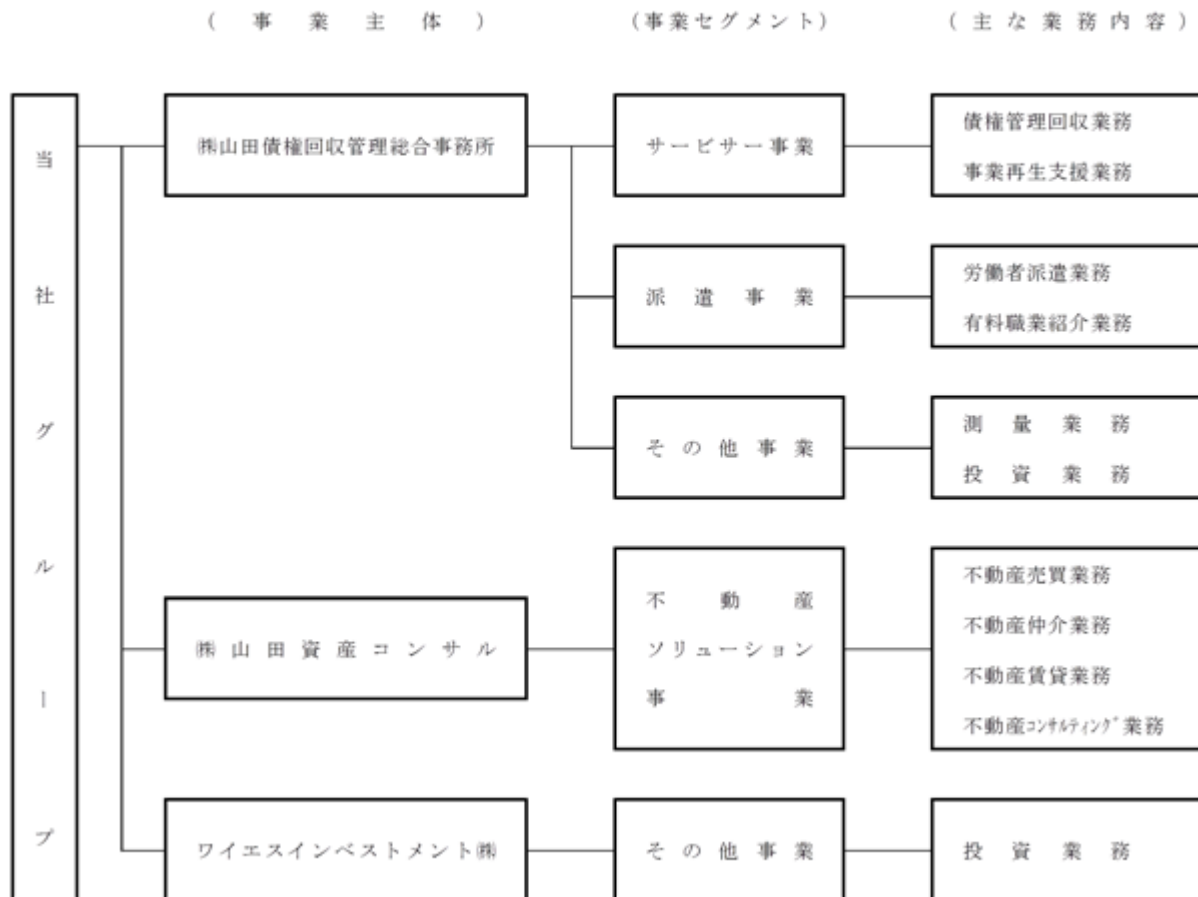 (事業主体) (事業セグメント) (主な業務内容)
当社グループ
㈱山田債権回収管理総合事務所
サービサー事業
債権管理回収業務
事業再生支援業務
派遣事業
労働者派遣業務
有料職業紹介業務
その他事業
測量業務
投資業務
㈱山田資産コンサル
不動産
ソリューション
事業
不動産売買業務
不動産仲介業務
不動産賃貸業務
不動産ｺﾝｻﾙﾃｨﾝｸﾞ業務
ワイエスインベストメント㈱
その他事業
投資業務